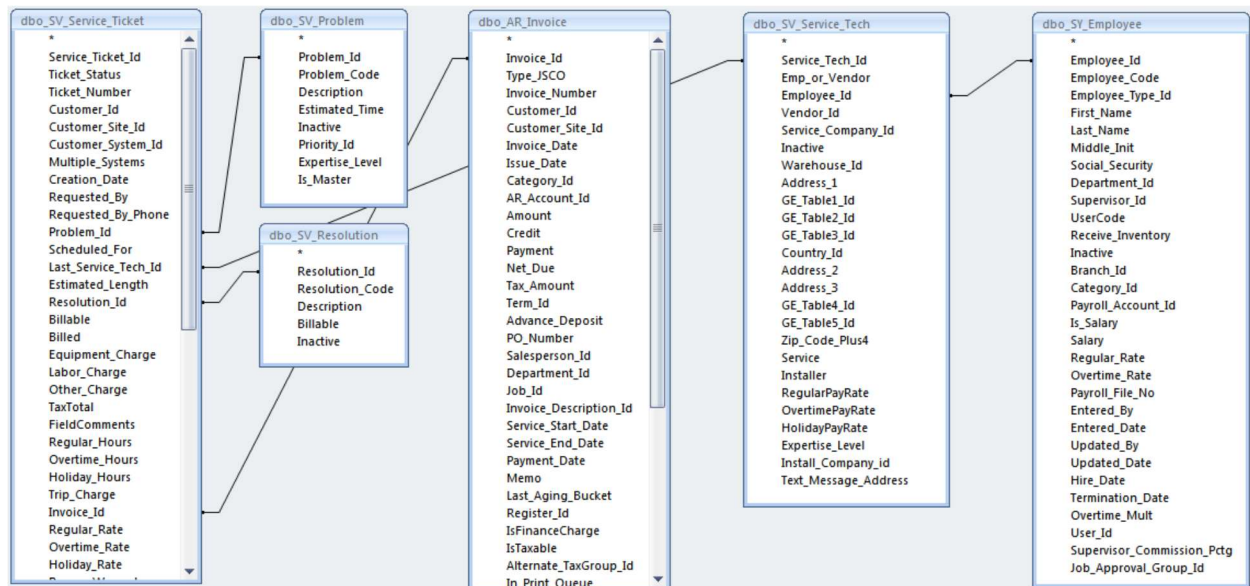 dbo_SV_Service_Ticket
*
Service_Ticket_Id
Ticket_Status
Ticket_Number
Customer_Id
Customer_Site_Id
Customer_System_Id
Multiple_Systems
Creation_Date
Requested_By
Requested_By_Phone
Problem_Id
Scheduled_For
Last_Service_Tech_Id
Estimated_Length
Resolution_Id
Billable
Billed
Equipment_Charge
Labor_Charge
Other_Charge
TaxTotal
FieldComments
Regular_Hours
Overtime_Hours
Holiday_Hours
Trip_Charge
Invoice_Id
Regular_Rate
Overtime_Rate
Holiday_Rate
dbo_SV_Problem
*
Problem_Id
Problem_Code
Description
Estimated_Time
Inactive
Priority_Id
Expertise_Level
Is_Master
dbo_SV_Resolution
*
Resolution_Id
Resolution_Code
Description
Billable
Inactive
dbo_AR_Invoice
*
Invoice_Id
Type_JSCO
Invoice_Number
Customer_Id
Customer_Site_Id
Invoice_Date
Issue_Date
Category_Id
AR_Account_Id
Amount
Credit
Payment
Net_Due
Tax_Amount
Term_Id
Advance_Deposit
PO_Number
Salesperson_Id
Department_Id
Job_Id
Invoice_Description_Id
Service_Start_Date
Service_End_Date
Payment_Date
Memo
Last_Aging_Bucket
Register_Id
IsFinanceCharge
IsTaxable
Alternate_TaxGroup_Id
In_Print_Queue
dbo_SV_Service_Tech
*
Service_Tech_Id
Emp_or_Vendor
Employee_Id
Vendor_Id
Service_Company_Id
Inactive
Warehouse_Id
Address_1
GE_Table1_Id
GE_Table2_Id
GE_Table3_Id
Country_Id
Address_2
Address_3
GE_Table4_Id
GE_Table5_Id
Zip_Code_Plus4
Service
Installer
RegularPayRate
OvertimePayRate
HolidayPayRate
Expertise_Level
Install_Company_id
Text_Message_Address
dbo_SY_Employee
*
Employee_Id
Employee_Code
Employee_Type_Id
First_Name
Last_Name
Middle_Init
Social_Security
Department_Id
Supervisor_Id
UserCode
Receive_Inventory
Inactive
Branch_Id
Category_Id
Payroll_Account_Id
Is_Salary
Salary
Regular_Rate
Overtime_Rate
Payroll_File_No
Entered_By
Entered_Date
Updated_By
Updated_Date
Hire_Date
Termination_Date
Overtime_Mult
User_Id
Supervisor_Commission_Pctg
Job_Approval_Group_Id